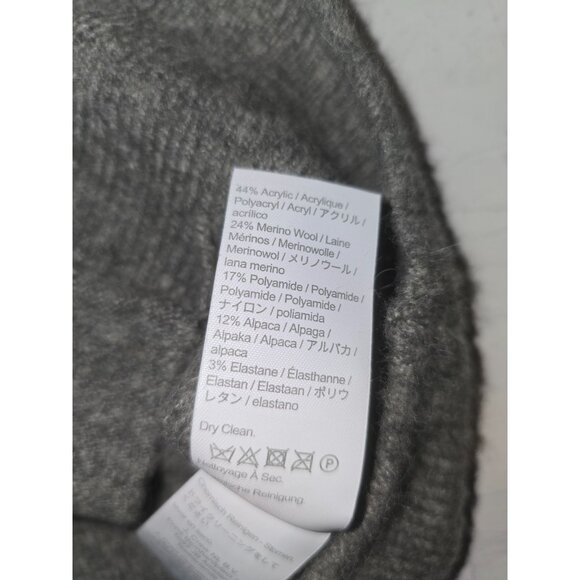 44% Acrylic / Acrylique /
Polyacryl / Acryl / アクリル /
acrílico
24% Merino Wool / Laine
Mérinos / Merinowolle /
Merinowol / メリノウール /
lana merino
17% Polyamide / Polyamide /
Polyamide / Polyamide /
ナイロン / poliamida
12% Alpaca / Alpaga /
Alpaka / Alpaca / アルパカ /
alpaca
3% Elastane / Élasthanne /
Elastan / Elastaan / ポリウ
レタン / elastano
Dry Clean.
P
Nettoyage À Sec.
Reinigung.
Chemisch Reinigen